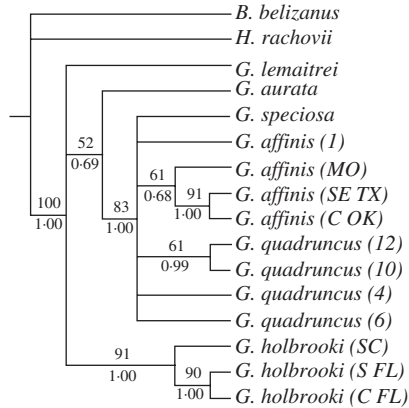 B. belizanus
H. rachovii
G. lemaitrei
52
G. aurata
0·69
G. speciosa
G. affinis (1)
61
G. affinis (MO)
0·68
91
G. affinis (SE TX)
100
83
1·00
G. affinis (C OK)
1·00
1·00
61
G. quadruncus (12)
0·99
G. quadruncus (10)
G. quadruncus (4)
G. quadruncus (6)
91
G. holbrooki (SC)
1·00
90
G. holbrooki (S FL)
1·00
G. holbrooki (C FL)